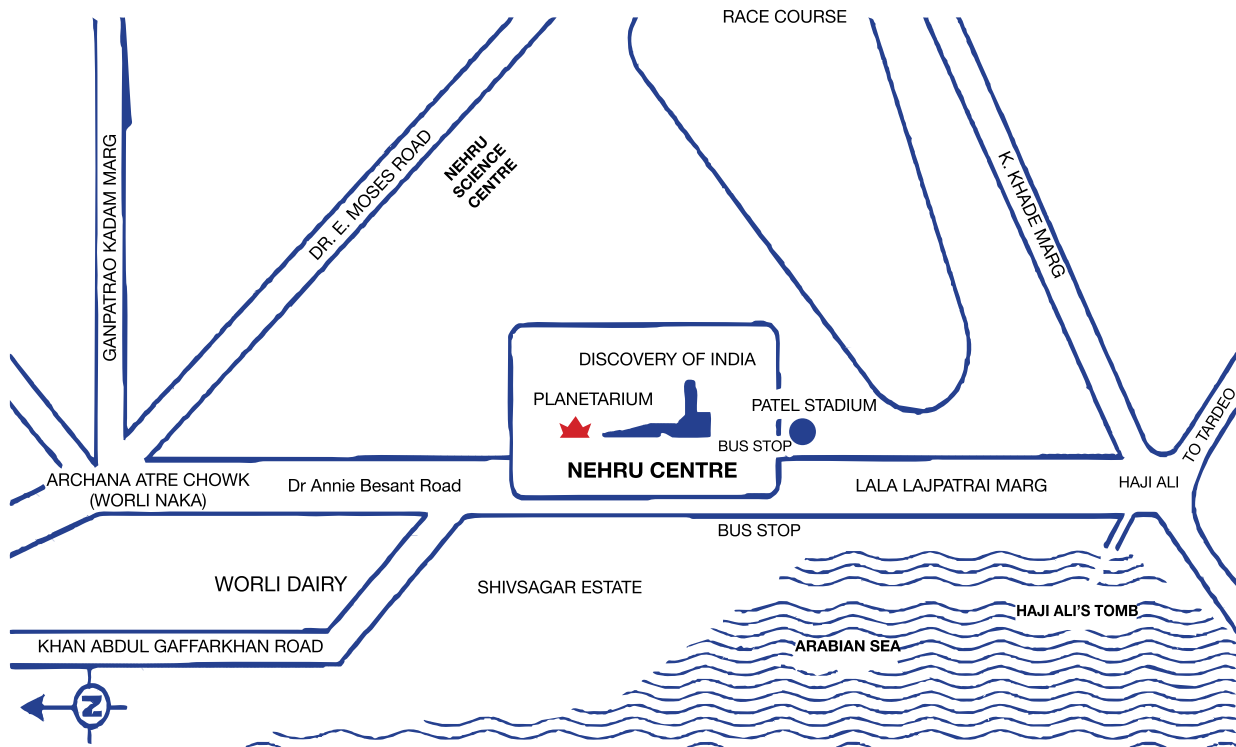 RACE COURSE
GANPATRAO KADAM MARG
DR. E. MOSES ROAD
NEHRU
SCIENCE
CENTRE
K. KHADE MARG
DISCOVERY OF INDIA
PLANETARIUM
PATEL STADIUM
BUS STOP
NEHRU CENTRE
TO TARDEO
ARCHANA ATRE CHOWK
(WORLI NAKA)
Dr Annie Besant Road
LALA LAJPATRAI MARG
HAJI ALI
BUS STOP
WORLI DAIRY
SHIVSAGAR ESTATE
HAJI ALI'S TOMB
ARABIAN SEA
KHAN ABDUL GAFFARKHAN ROAD
N